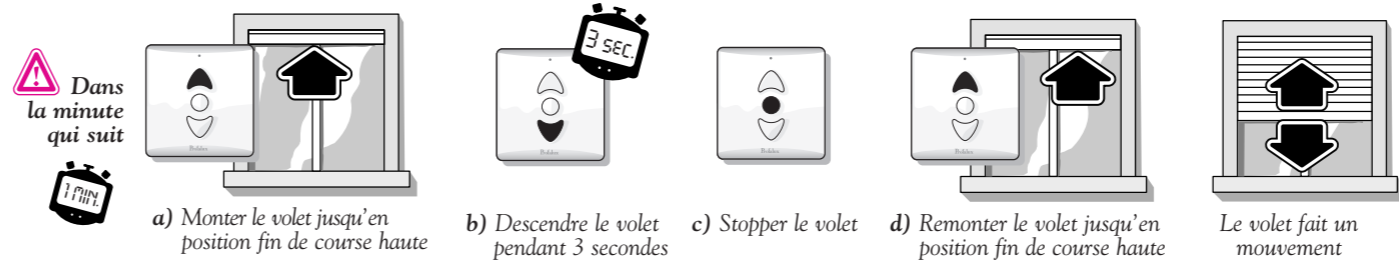 Dans
la minute
qui suit
1 MIN.
3 SEC.
a) Monter le volet jusqu'en
position fin de course haute
b) Descendre le volet
pendant 3 secondes
c) Stopper le volet
d) Remonter le volet jusqu'en
position fin de course haute
Le volet fait un
mouvement